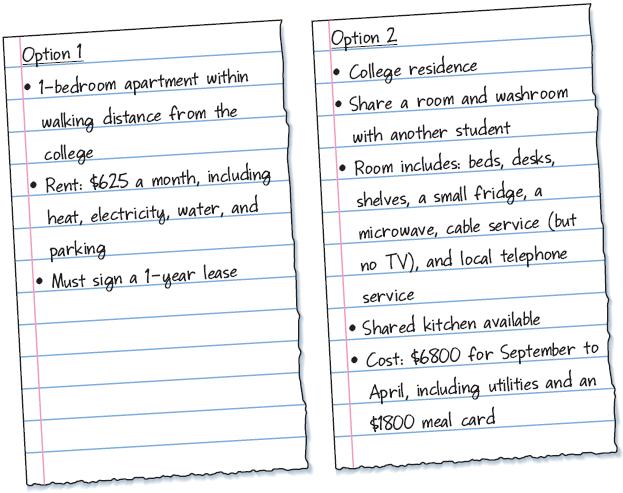 Option 1
• 1-bedroom apartment within
walking distance from the
college
• Rent: $625 a month, including
heat, electricity, water, and
parking
• Must sign a 1-year lease
Option 2
• College residence
• Share a room and washroom
with another student
• Room includes: beds, desks,
shelves, a small fridge, a
microwave, cable service (but
no TV), and local telephone
service
• Shared kitchen available
• Cost: $6800 for September to
April, including utilities and an
$1800 meal card